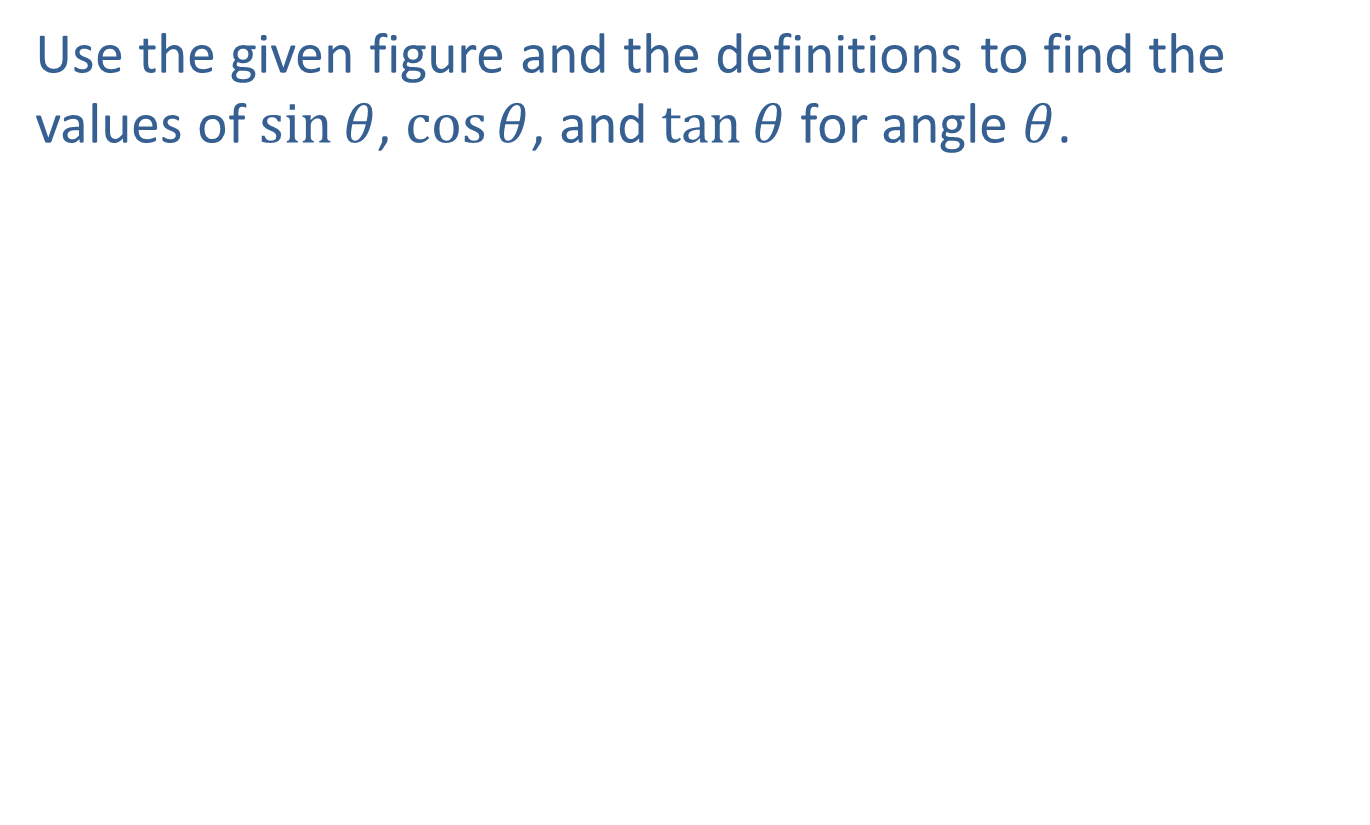 Use the given figure and the definitions to find the
values of sin θ, cos θ, and tan θ for angle θ.